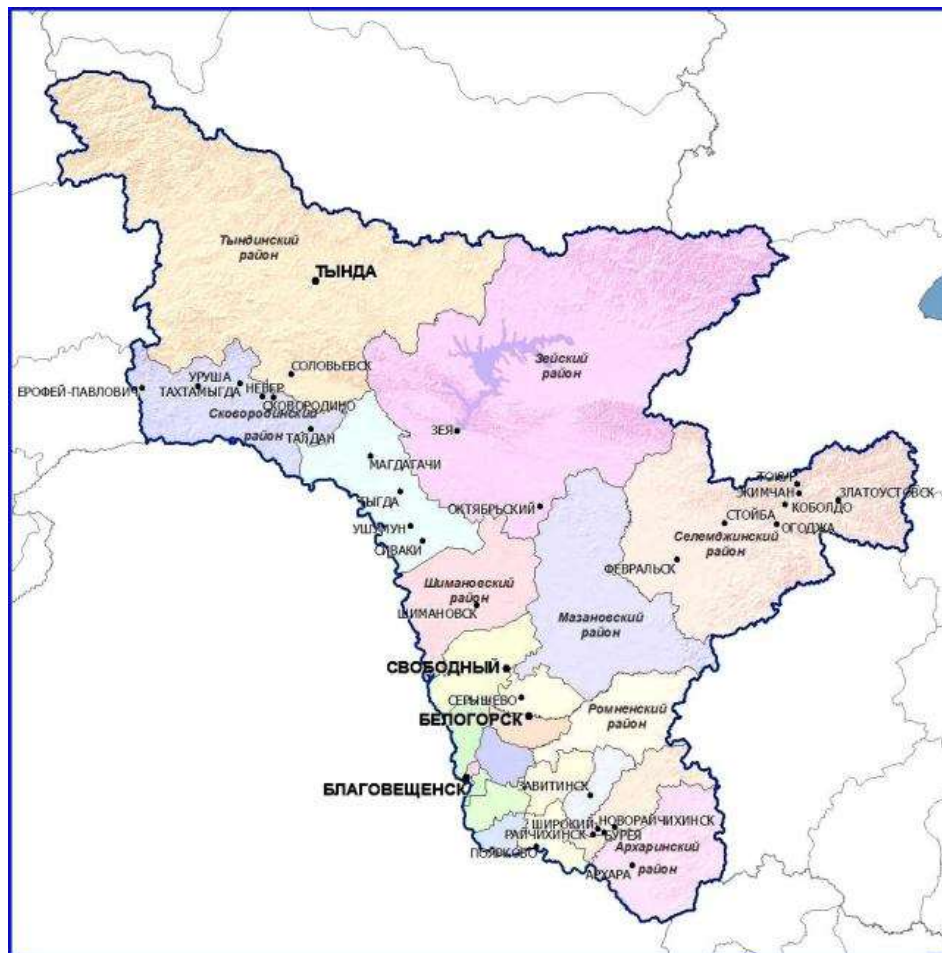 Тындинский
район
ТЫНДА
Зейский
район
СОЛОВЬЕВСК
УРУША
ЕРОФЕЙ-ПАВЛОВИЧ
ТАХТАМЫГДА
НЕВЕР
СКОВОРОДИНО
Сковородинский
район
ТАЛДАН
ЗЕЯ
МАГДАГАЧИ
ТЫГДА
ОКТЯБРЬСКИЙ
УШУМУН
СИВАКИ
ТОКУР
ЭКИМЧАН
ЗЛАТОУСТОВСК
КОБОЛДО
СТОЙБА
ОГОДЖА
Селемджинский
район
ФЕВРАЛЬСК
Шимановский
район
ШИМАНОВСК
Мазановский
район
СВОБОДНЫЙ
СЕРЫШЕВО
БЕЛОГОРСК
Ромненский
район
БЛАГОВЕЩЕНСК
ЗАВИТИНСК
ШИРОКИЙ
НОВОРАЙЧИХИНСК
РАЙЧИХИНСК
БУРЕЯ
ПОЯРКОВО
Архаринский
район
АРХАРА